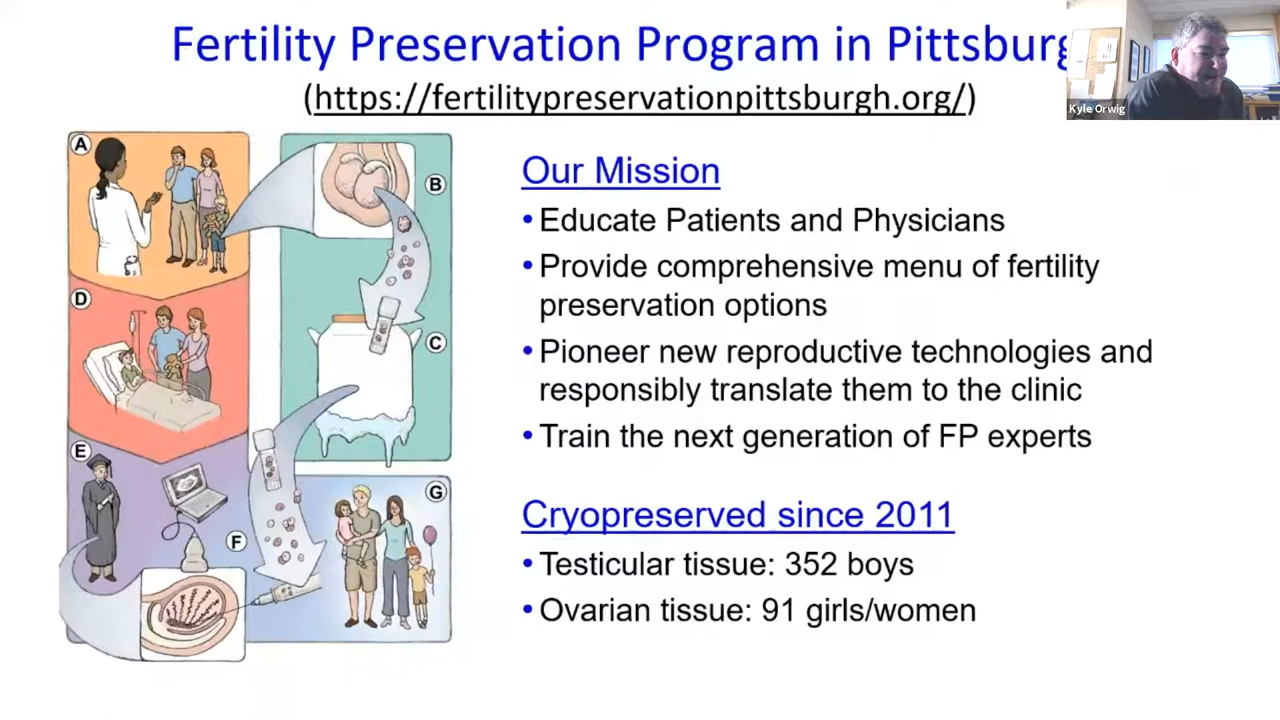 Fertility Preservation Program in Pittsburg
(https://fertilitypreservationpittsburgh.org/)
Kyle Orwig
A
B
C
D
E
F
G
Our Mission
•Educate Patients and Physicians
•Provide comprehensive menu of fertility
preservation options
•Pioneer new reproductive technologies and
responsibly translate them to the clinic
•Train the next generation of FP experts
Cryopreserved since 2011
•Testicular tissue: 352 boys
•Ovarian tissue: 91 girls/women